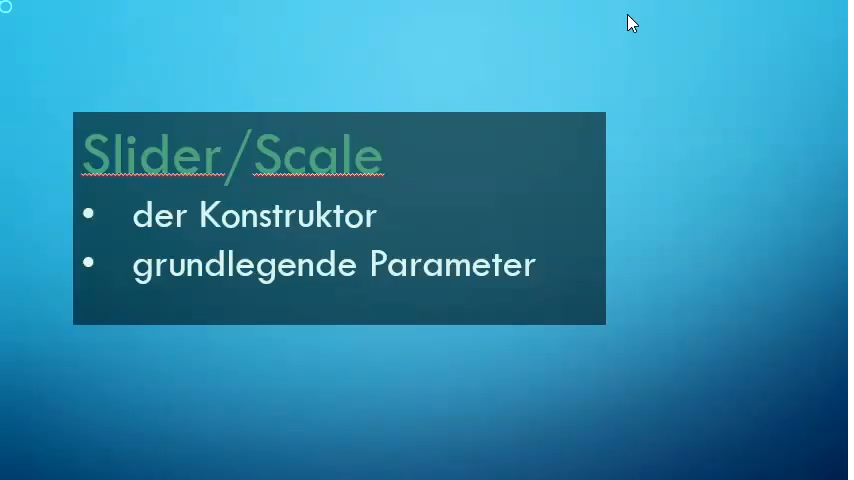 Slider/Scale
• der Konstruktor
• grundlegende Parameter